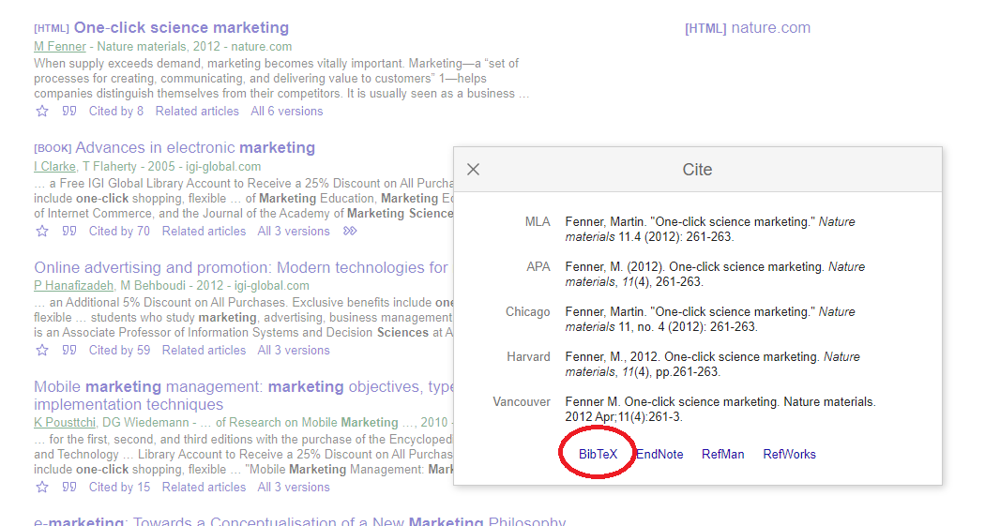 [HTML] One-click science marketing
[HTML] nature.com
M Fenner - Nature materials, 2012 - nature.com
When supply exceeds demand, marketing becomes vitally important. Marketing—a “set of
processes for creating, communicating, and delivering value to customers” 1—helps
companies distinguish themselves from their competitors. It is usually seen as a business …
Cited by 8 Related articles All 6 versions
[BOOK] Advances in electronic marketing
I Clarke, T Flaherty - 2005 - igi-global.com
… a Free IGI Global Library Account to Receive a 25% Discount on All Purcha
include one-click shopping, flexible … of Marketing Education, Marketing Ec
of Internet Commerce, and the Journal of the Academy of Marketing Science
Cited by 70 Related articles All 3 versions
Online advertising and promotion: Modern technologies for
P Hanafizadeh, M Behboudi - 2012 - igi-global.com
… an Additional 5% Discount on All Purchases. Exclusive benefits include one
flexible … students who study marketing, advertising, business management
is an Associate Professor of Information Systems and Decision Sciences at A
Cited by 59 Related articles All 3 versions
Mobile marketing management: marketing objectives, type
implementation techniques
K Pousttchi, DG Wiedemann - … of Research on Mobile Marketing …, 2010 -
… for the first, second, and third editions with the purchase of the Encycloped
and Technology … Library Account to Receive a 25% Discount on All Purchas
include one-click shopping, flexible … "Mobile Marketing Management: Mark
Cited by 15 Related articles All 3 versions
e-marketing: Towards a Conceptualisation of a New Marketing Philosophy
Cite
MLA Fenner, Martin. "One-click science marketing." Nature
materials 11.4 (2012): 261-263.
APA Fenner, M. (2012). One-click science marketing. Nature
materials, 11(4), 261-263.
Chicago Fenner, Martin. "One-click science marketing." Nature
materials 11, no. 4 (2012): 261-263.
Harvard Fenner, M., 2012. One-click science marketing. Nature
materials, 11(4), pp.261-263.
Vancouver Fenner M. One-click science marketing. Nature materials.
2012 Apr;11(4):261-3.
BibTeX EndNote RefMan RefWorks